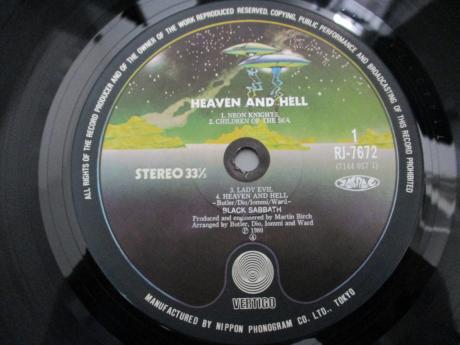 ALL RIGHTS OF THE RECORD PRODUCER AND OF THE OWNER OF THE WORK REPRODUCED RESERVED. COPYING, PUBLIC PERFORMANCE AND BROADCASTING OF THIS RECORD PROHIBITED
HEAVEN AND HELL
1. NEON KNIGHTS
2. CHILDREN OF THE SEA
1
RJ-7672
(7144 017 1)
STEREO 33⅓
3. LADY EVIL
4. HEAVEN AND HELL
-Butler/Dio/Iommi/Ward-
BLACK SABBATH
Produced and engineered by Martin Birch
Arranged by Butler, Dio, Iommi and Ward
Ⓟ 1980
VERTIGO
MANUFACTURED BY NIPPON PHONOGRAM CO. LTD., TOKYO